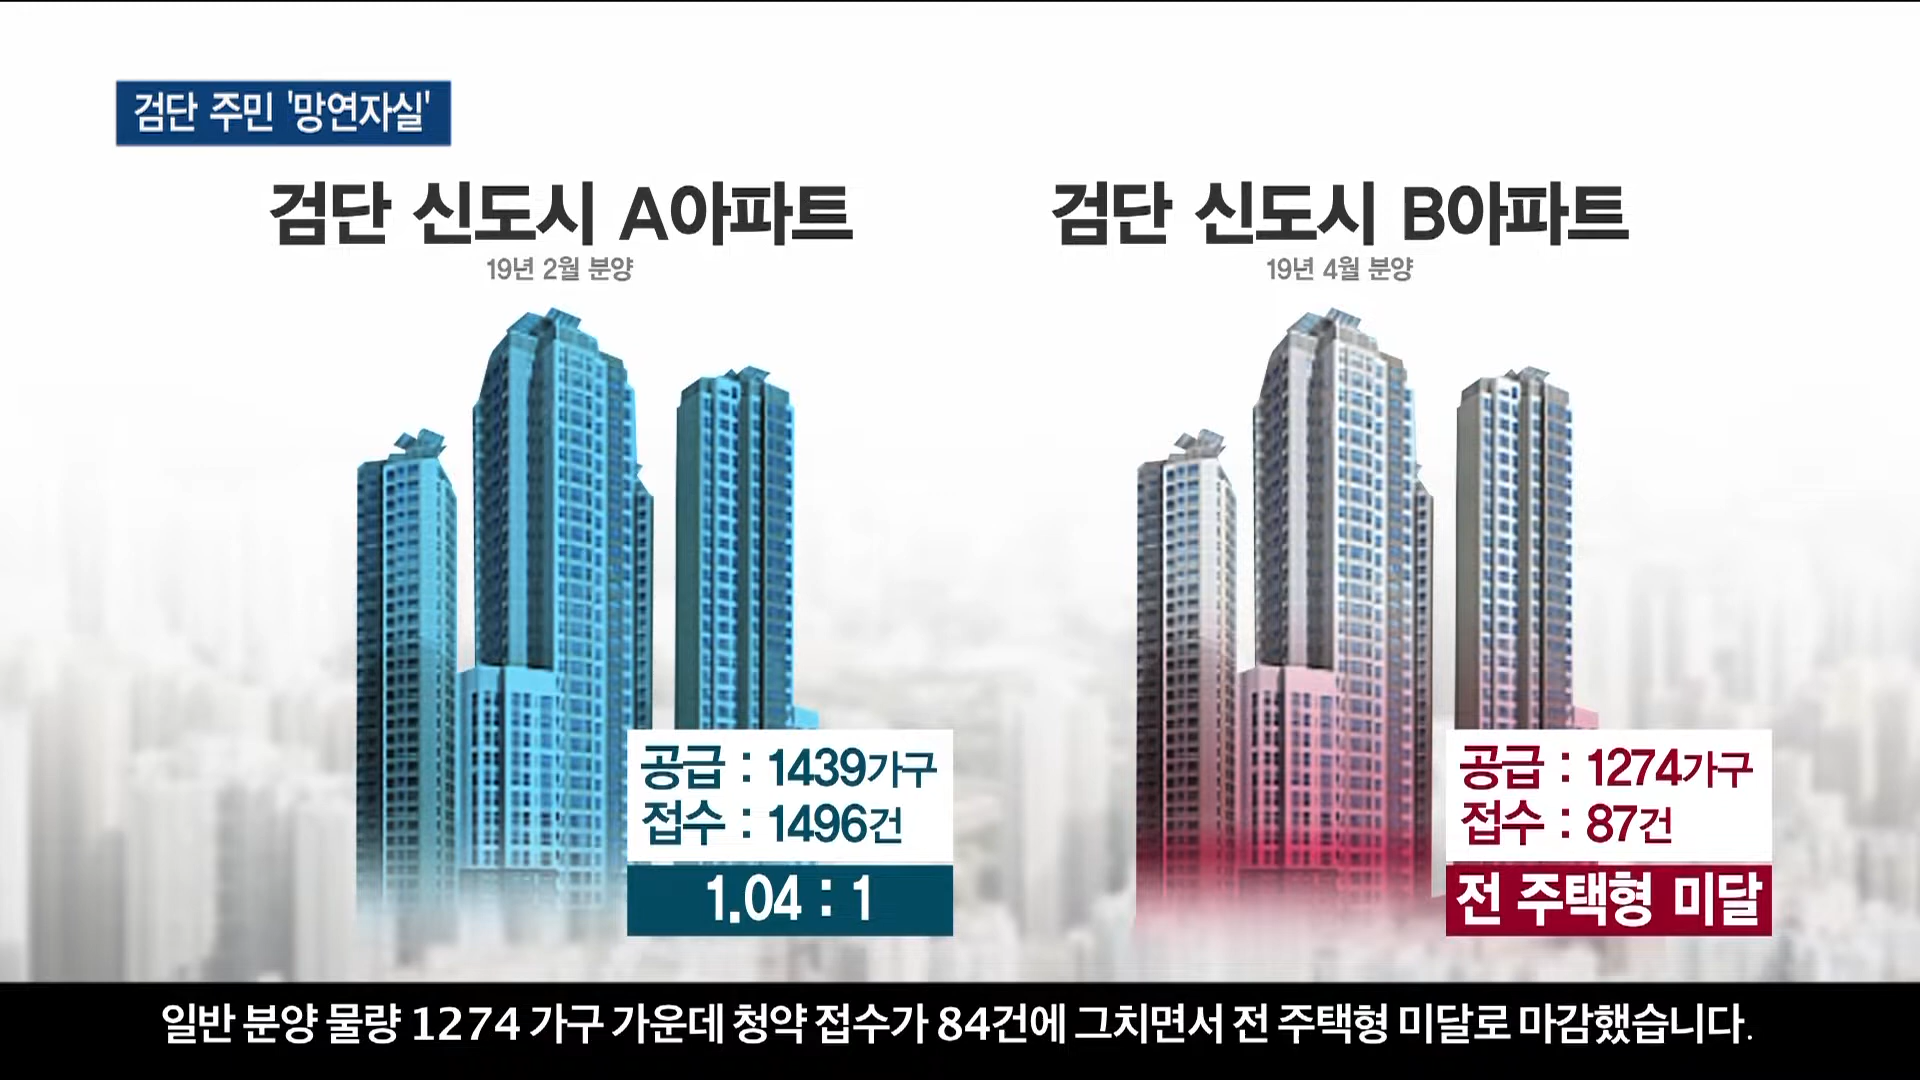 검단 주민 '망연자실'
검단 신도시 A아파트
19년 2월 분양
공급 : 1439가구
접수 : 1496건
1.04 : 1
검단 신도시 B아파트
19년 4월 분양
공급 : 1274가구
접수 : 87건
전 주택형 미달
일반 분양 물량 1274 가구 가운데 청약 접수가 84건에 그치면서 전 주택형 미달로 마감했습니다.